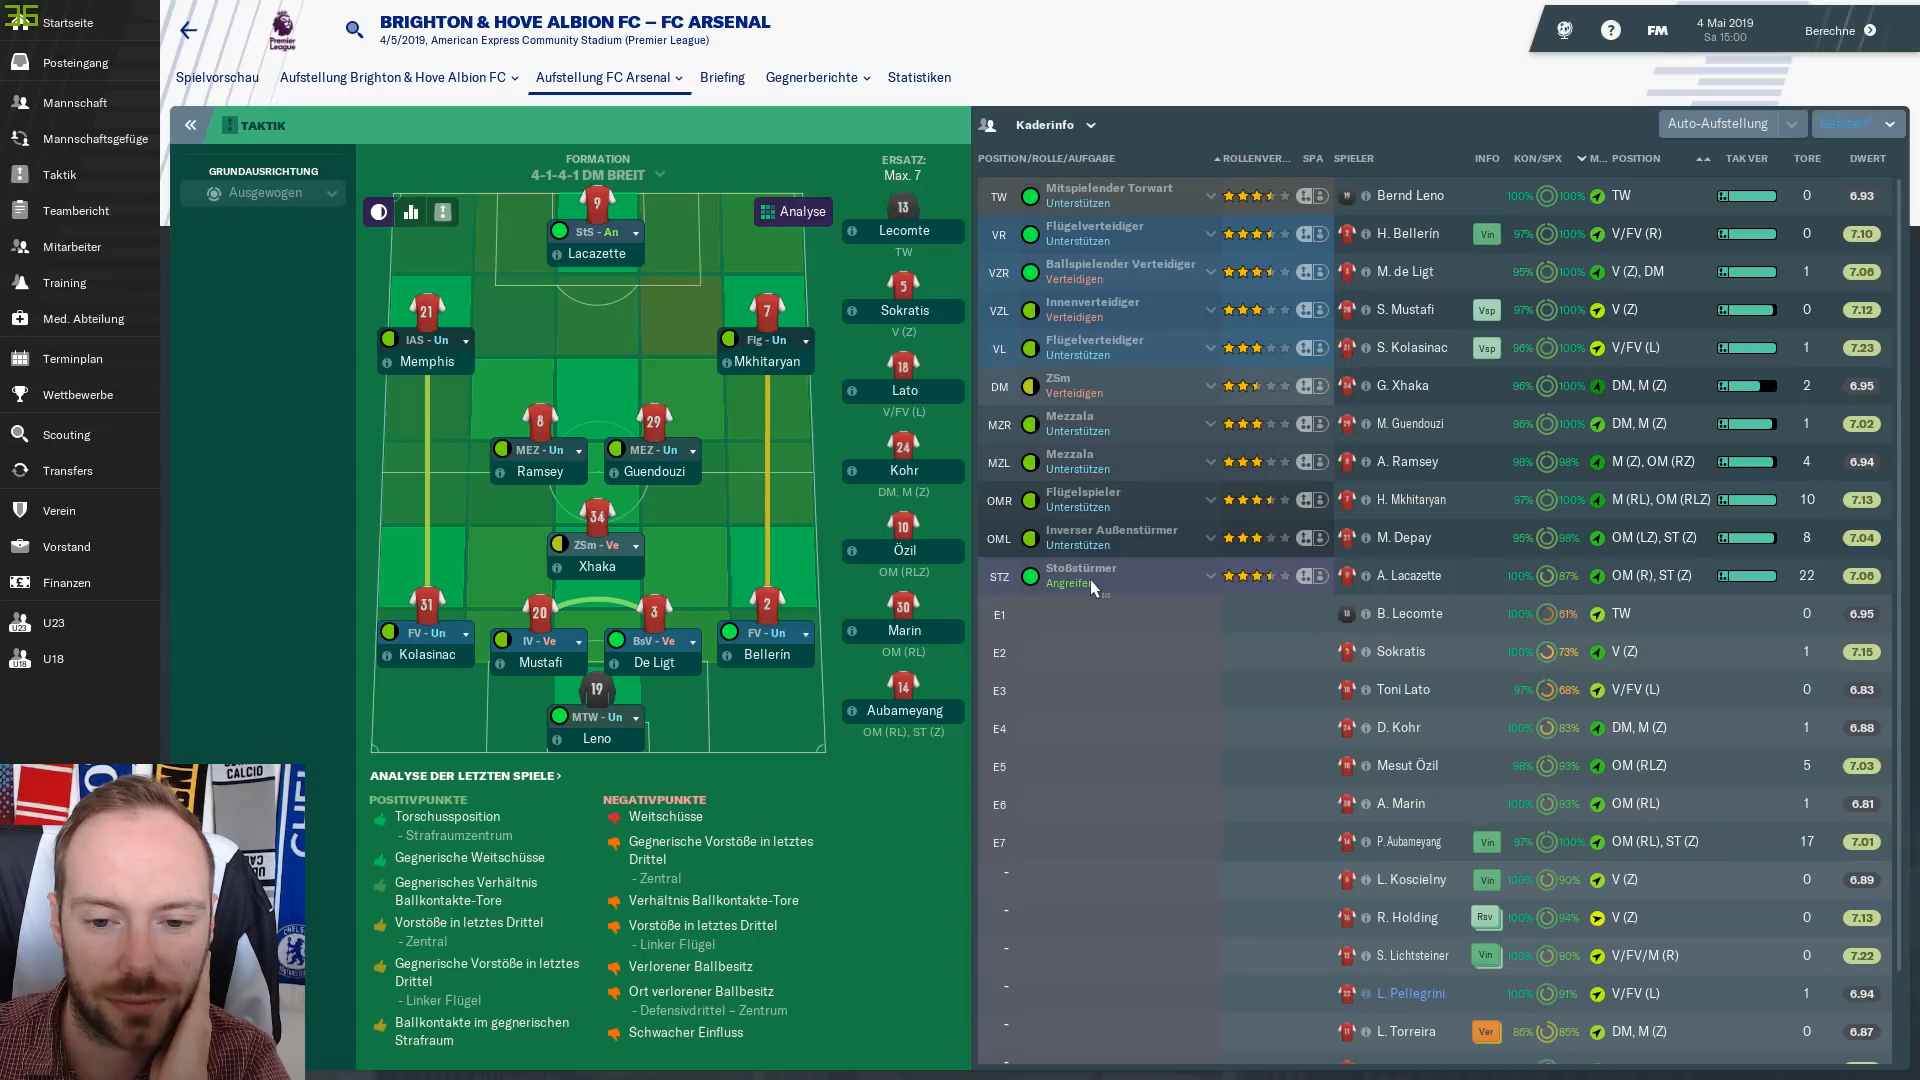 36
Startseite
Posteingang
Mannschaft
Mannschaftsgefüge
Taktik
Teambericht
Mitarbeiter
Training
Med. Abteilung
Terminplan
Wettbewerbe
Scouting
Transfers
Verein
Vorstand
Finanzen
U23
U23
U18
U18
Premier
League
BRIGHTON & HOVE ALBION FC – FC ARSENAL
4/5/2019, American Express Community Stadium (Premier League)
? FM 4 Mai 2019
Sa 15:00
Berechne
Spielvorschau Aufstellung Brighton & Hove Albion FC Aufstellung FC Arsenal Briefing Gegnerberichte Statistiken
TAKTIK
GRUNDAUSRICHTUNG
Ausgewogen
FORMATION
4-1-4-1 DM BREIT
Analyse
9
StS - An
Lacazette
21
IAS - Un
Memphis
7
Flg - Un
Mkhitaryan
8
MEZ - Un
Ramsey
29
MEZ - Un
Guendouzi
34
ZSm - Ve
Xhaka
31
FV - Un
Kolasinac
20
IV - Ve
Mustafi
3
BsV - Ve
De Ligt
2
FV - Un
Bellerín
19
MTW - Un
Leno
ERSATZ:
Max. 7
13
Lecomte
TW
5
Sokratis
V (Z)
18
Lato
V/FV (L)
24
Kohr
DM, M (Z)
10
Özil
OM (RLZ)
30
Marin
OM (RL)
14
Aubameyang
OM (RL), ST (Z)
ANALYSE DER LETZTEN SPIELE
POSITIVPUNKTE
Torschussposition
- Strafraumzentrum
Gegnerische Weitschüsse
Gegnerisches Verhältnis
Ballkontakte-Tore
Vorstöße in letztes Drittel
- Zentral
Gegnerische Vorstöße in letztes
Drittel
- Linker Flügel
Ballkontakte im gegnerischen
Strafraum
NEGATIVPUNKTE
Weitschüsse
Gegnerische Vorstöße in letztes
Drittel
- Zentral
Verhältnis Ballkontakte-Tore
Vorstöße in letztes Drittel
- Linker Flügel
Verlorener Ballbesitz
Ort verlorener Ballbesitz
- Defensivdrittel – Zentrum
Schwacher Einfluss
Kaderinfo
Auto-Aufstellung
POSITION/ROLLE/AUFGABE ROLLENVER... SPA SPIELER INFO KON/SPX M... POSITION TAK VER TORE DWERT
TW Mitspielender Torwart Unterstützen Bernd Leno 100% 100% TW 0 6.93
VR Flügelverteidiger Unterstützen H. Bellerín Vin 97% 100% V/FV (R) 0 7.10
VZR Ballspielender Verteidiger Verteidigen M. de Ligt 95% 100% V (Z), DM 1 7.06
VZL Innenverteidiger Verteidigen S. Mustafi Vsp 97% 100% V (Z) 0 7.12
VL Flügelverteidiger Unterstützen S. Kolasinac Vsp 96% 100% V/FV (L) 1 7.23
DM ZSm Verteidigen G. Xhaka 96% 100% DM, M (Z) 2 6.95
MZR Mezzala Unterstützen M. Guendouzi 96% 100% DM, M (Z) 1 7.02
MZL Mezzala Unterstützen A. Ramsey 98% 98% M (Z), OM (RZ) 4 6.94
OMR Flügelspieler Unterstützen H. Mkhitaryan 97% 100% M (RL), OM (RLZ) 10 7.13
OML Inverser Außenstürmer Unterstützen M. Depay 95% 98% OM (LZ), ST (Z) 8 7.04
STZ Stoßstürmer Angreifen A. Lacazette 100% 87% OM (R), ST (Z) 22 7.06
E1 B. Lecomte 100% 61% TW 0 6.95
E2 Sokratis 100% 73% V (Z) 1 7.15
E3 Toni Lato 97% 68% V/FV (L) 0 6.83
E4 D. Kohr 100% 83% DM, M (Z) 1 6.88
E5 Mesut Özil 98% 93% OM (RLZ) 5 7.03
E6 A. Marin 100% 93% OM (RL) 1 6.81
E7 P. Aubameyang Vin 97% 100% OM (RL), ST (Z) 17 7.01
- L. Koscielny Vin 100% 90% V (Z) 0 6.89
- R. Holding Rsv 100% 94% V (Z) 0 7.13
- S. Lichtsteiner Vin 100% 90% V/FV/M (R) 0 7.22
- L. Pellegrini 100% 91% V/FV (L) 1 6.94
- L. Torreira Ver 86% 85% DM, M (Z) 0 6.87
CALCIO